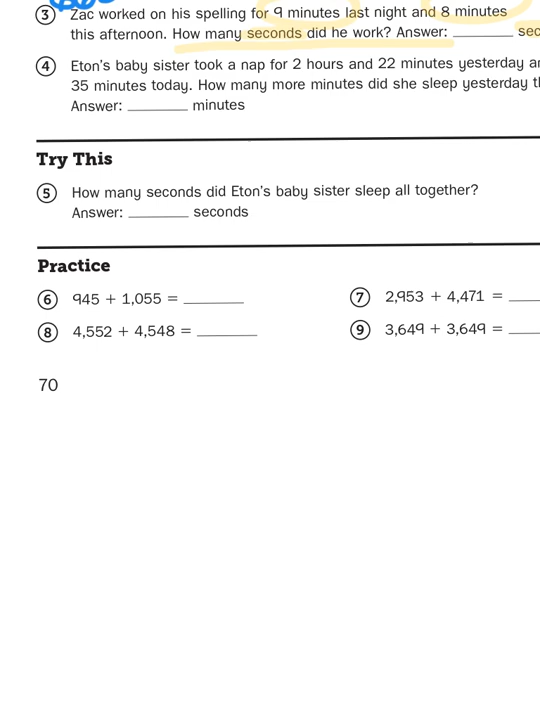 3 Zac worked on his spelling for 9 minutes last night and 8 minutes
this afternoon. How many seconds did he work? Answer: ________ sec
4 Eton's baby sister took a nap for 2 hours and 22 minutes yesterday a
35 minutes today. How many more minutes did she sleep yesterday t
Answer: ________ minutes
Try This
5 How many seconds did Eton's baby sister sleep all together?
Answer: ________ seconds
Practice
6 945 + 1,055 = ________
7 2,953 + 4,471 = ____
8 4,552 + 4,548 = ________
9 3,649 + 3,649 = ____
70